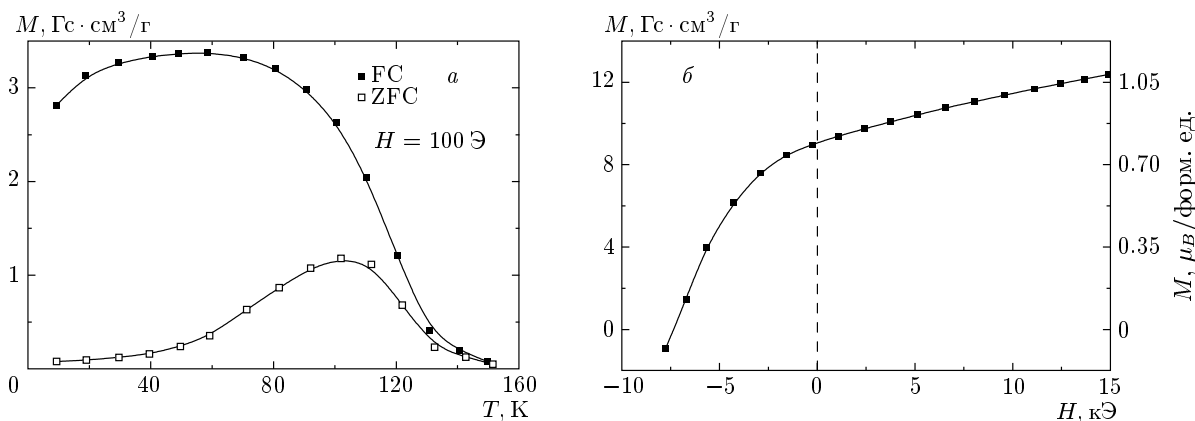 M, Гс · см³/г
3
2
1
0
40
80
120
160
T, К
FC
ZFC
а
H = 100 Э
M, Гс · см³/г
12
8
4
0
−10
−5
0
5
10
15
H, кЭ
б
1.05
0.70
0.35
0
M, μB/форм. ед.